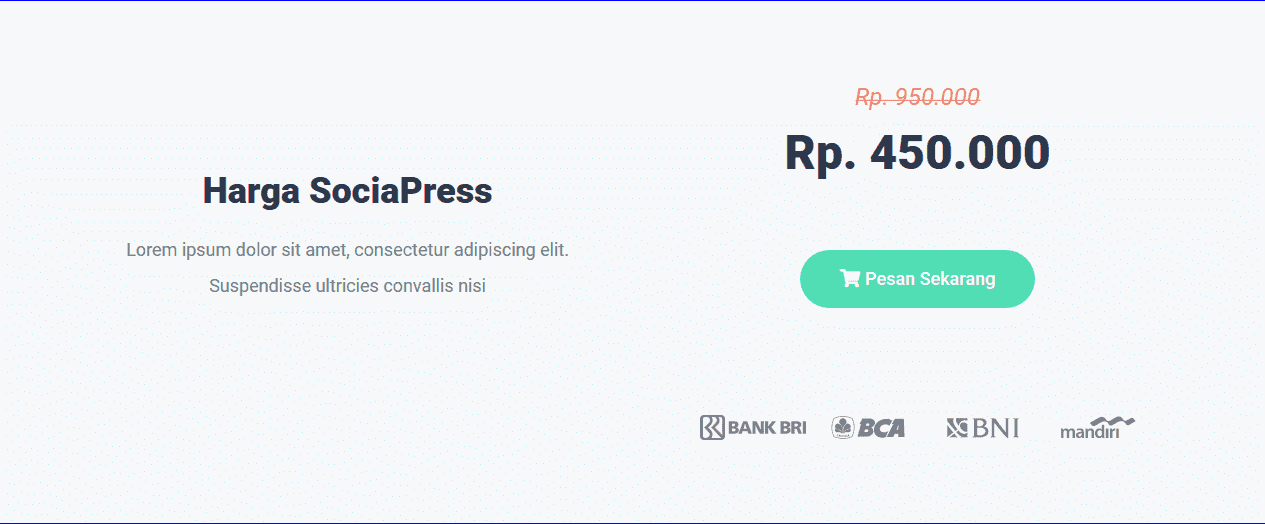 Harga SociaPress
Lorem ipsum dolor sit amet, consectetur adipiscing elit.
Suspendisse ultricies convallis nisi
Rp. 950.000
Rp. 450.000
Pesan Sekarang
BANK BRI BCA BNI mandiri